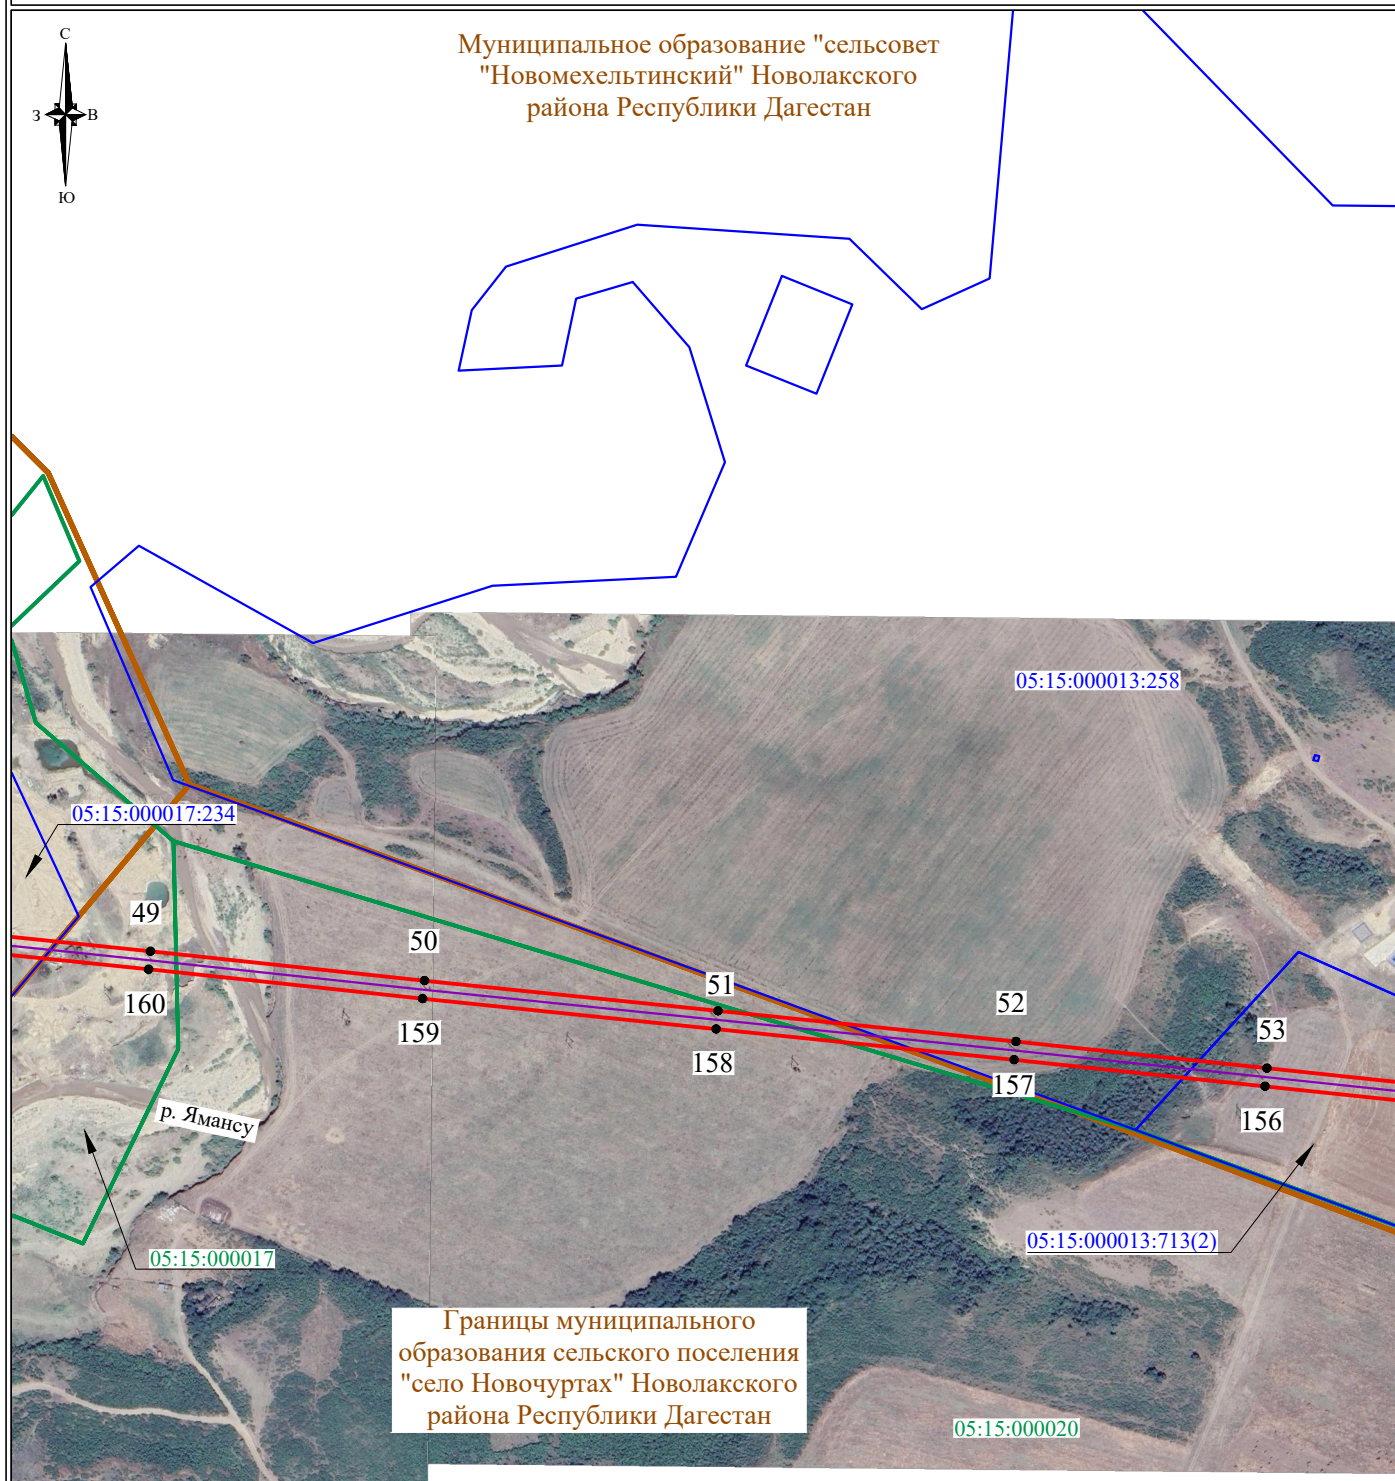 С
З
В
Ю
Муниципальное образование "сельсовет
"Новомехельтинский" Новолакского
района Республики Дагестан
05:15:000013:258
05:15:000017:234
49
50
51
52
53
160
159
158
157
156
р. Ямансу
05:15:000013:713(2)
05:15:000017
Границы муниципального
образования сельского поселения
"село Новочуртах" Новолакского
района Республики Дагестан
05:15:000020